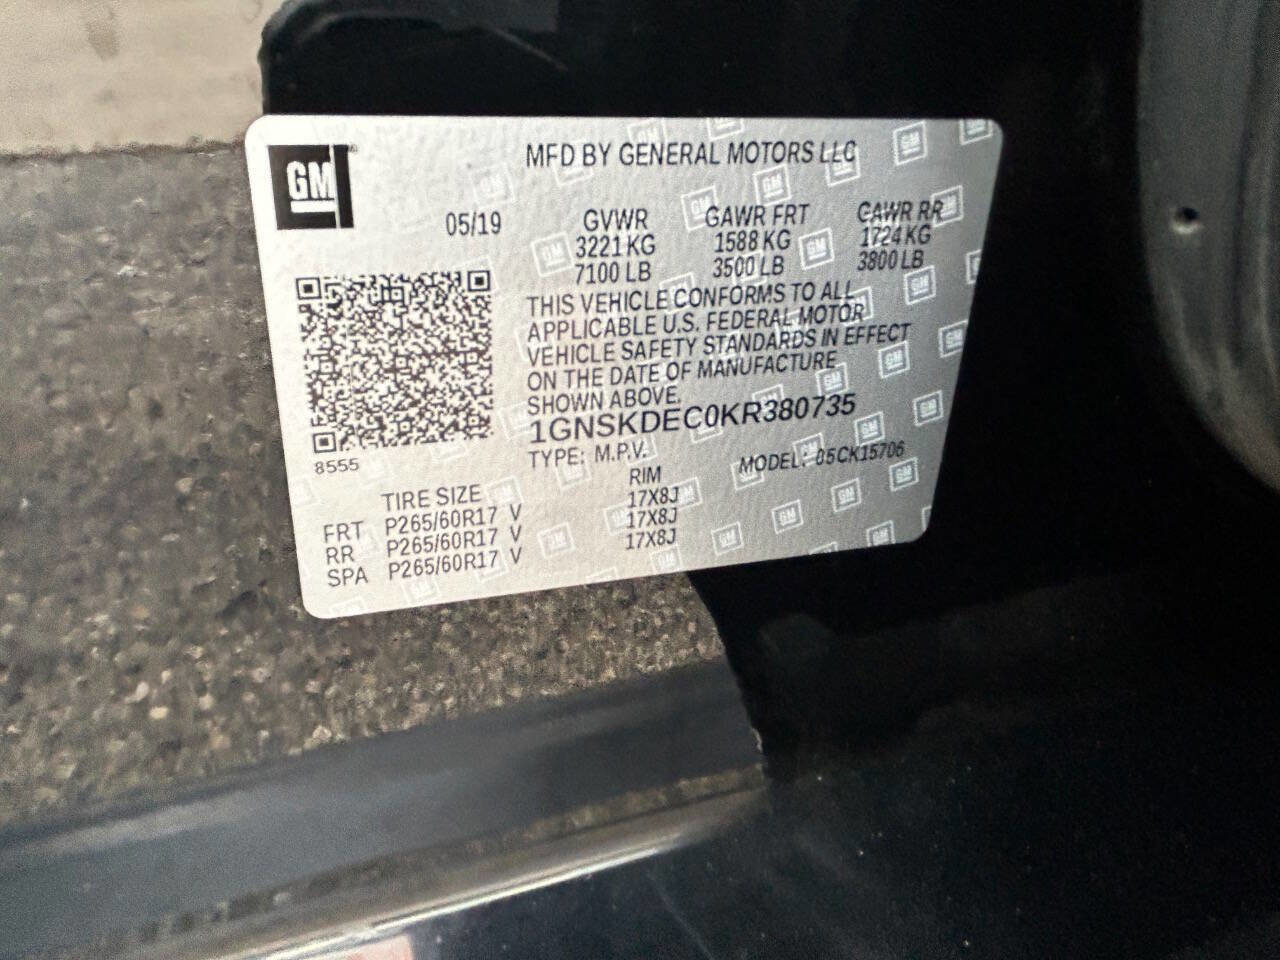 GM
MFD BY GENERAL MOTORS LLC
05/19 GVWR GAWR FRT GAWR RR
3221 KG 1588 KG 1724 KG
7100 LB 3500 LB 3800 LB
THIS VEHICLE CONFORMS TO ALL
APPLICABLE U.S. FEDERAL MOTOR
VEHICLE SAFETY STANDARDS IN EFFECT
ON THE DATE OF MANUFACTURE
SHOWN ABOVE.
1GNSKDEC0KR380735
8555
TYPE: M.P.V. MODEL: 05CK15706
TIRE SIZE RIM
FRT P265/60R17 V 17X8J
RR P265/60R17 V 17X8J
SPA P265/60R17 V 17X8J